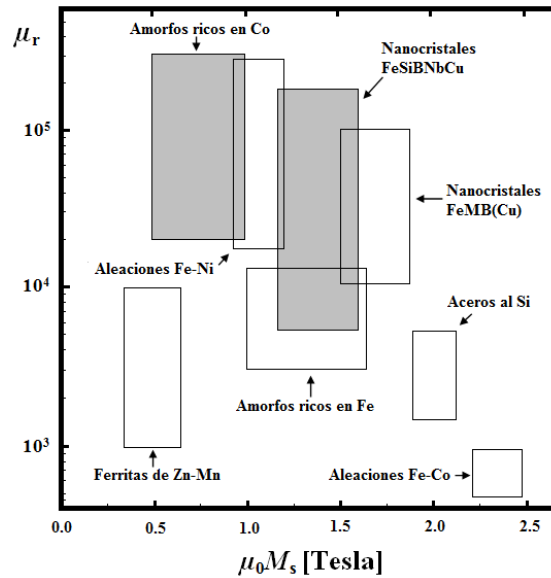 μr
Amorfos ricos en Co
Nanocristales
FeSiBNbCu
10⁵
Nanocristales
FeMB(Cu)
Aleaciones Fe-Ni
10⁴
Aceros al Si
Amorfos ricos en Fe
10³
Ferritas de Zn-Mn
Aleaciones Fe-Co
0.0 0.5 1.0 1.5 2.0 2.5
μ₀Mₛ [Tesla]